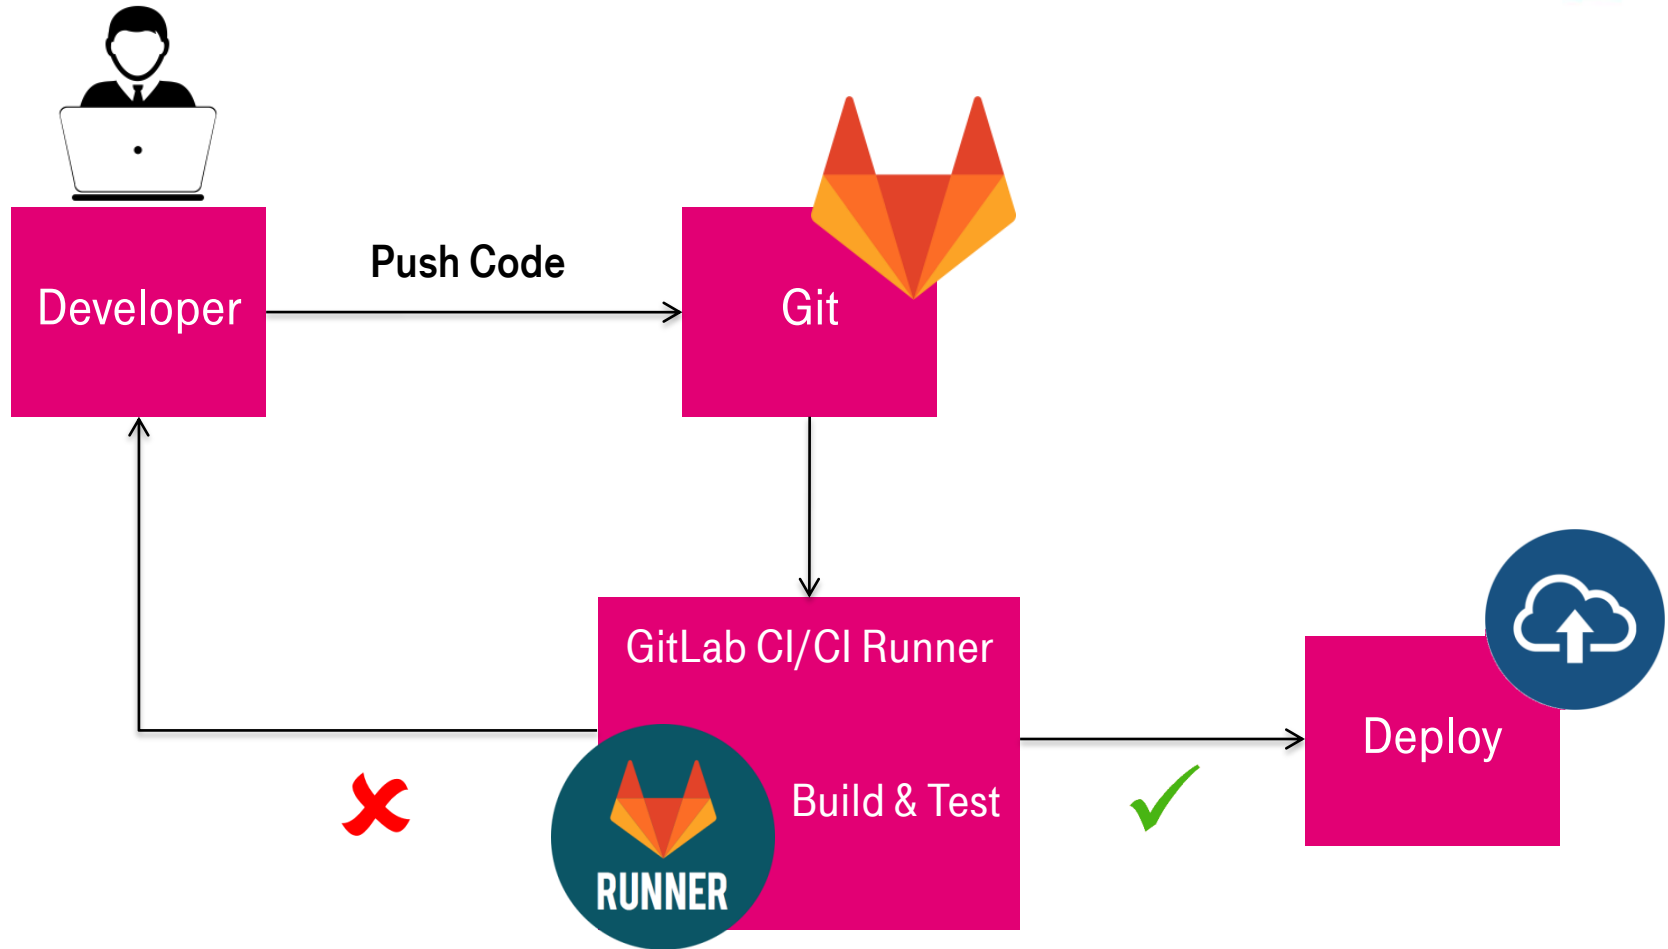 Push Code
Developer
Git
GitLab CI/CI Runner
Deploy
Build & Test
RUNNER